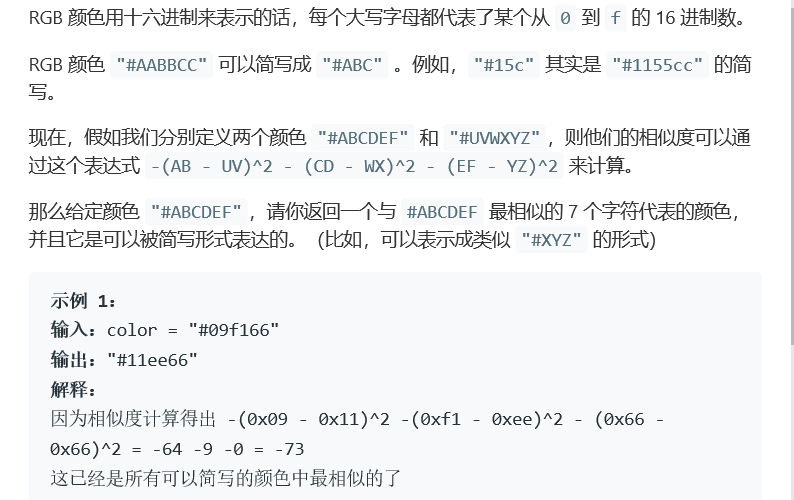 RGB 颜色用十六进制来表示的话，每个大写字母都代表了某个从 0 到 f 的 16 进制数。
RGB 颜色 "#AABBCC" 可以简写成 "#ABC" 。例如， "#15c" 其实是 "#1155cc" 的简
写。
现在，假如我们分别定义两个颜色 "#ABCDEF" 和 "#UVWXYZ" ，则他们的相似度可以通
过这个表达式 -(AB - UV)^2 - (CD - WX)^2 - (EF - YZ)^2 来计算。
那么给定颜色 "#ABCDEF" ，请你返回一个与 #ABCDEF 最相似的 7 个字符代表的颜色，
并且它是可以被简写形式表达的。（比如，可以表示成类似 "#XYZ" 的形式）
示例 1：
输入：color = "#09f166"
输出："#11ee66"
解释：
因为相似度计算得出 -(0x09 - 0x11)^2 -(0xf1 - 0xee)^2 - (0x66 -
0x66)^2 = -64 -9 -0 = -73
这已经是所有可以简写的颜色中最相似的了